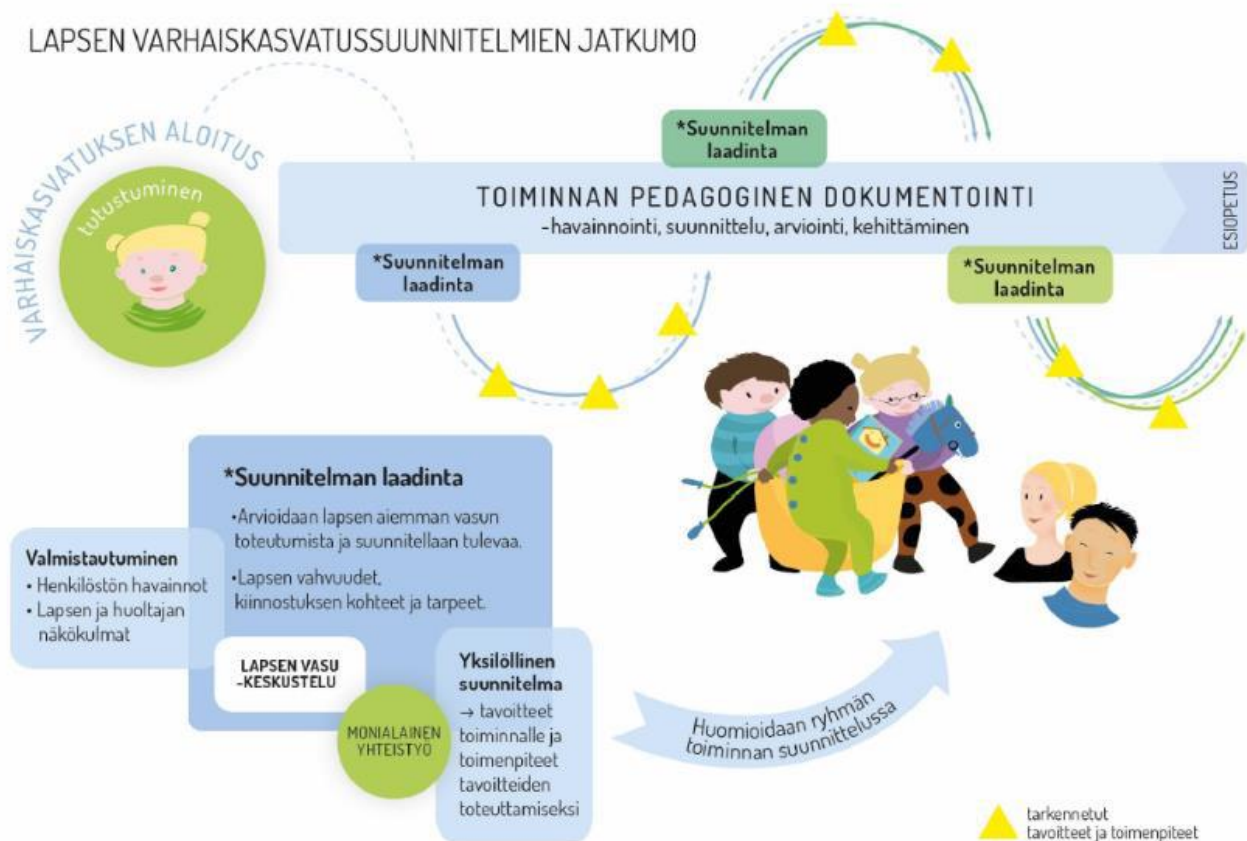 LAPSEN VARHAISKASVATUSSUUNNITELMIEN JATKUMO
VARHAISKASVATUKSEN ALOITUS
tutustuminen
*Suunnitelman
laadinta
TOIMINNAN PEDAGOGINEN DOKUMENTOINTI
-havainnointi, suunnittelu, arviointi, kehittäminen
ESIOPETUS
*Suunnitelman
laadinta
*Suunnitelman
laadinta
*Suunnitelman laadinta
•Arvioidaan lapsen aiemman vasun
toteutumista ja suunnitellaan tulevaa.
•Lapsen vahvuudet,
kiinnostuksen kohteet ja tarpeet.
Valmistautuminen
• Henkilöstön havainnot
• Lapsen ja huoltajan
näkökulmat
LAPSEN VASU
-KESKUSTELU
MONIALAINEN
YHTEISTYÖ
Yksilöllinen
suunnitelma
→ tavoitteet
toiminnalle ja
toimenpiteet
tavoitteiden
toteuttamiseksi
Huomioidaan ryhmän
toiminnan suunnittelussa
tarkennetut
tavoitteet ja toimenpiteet